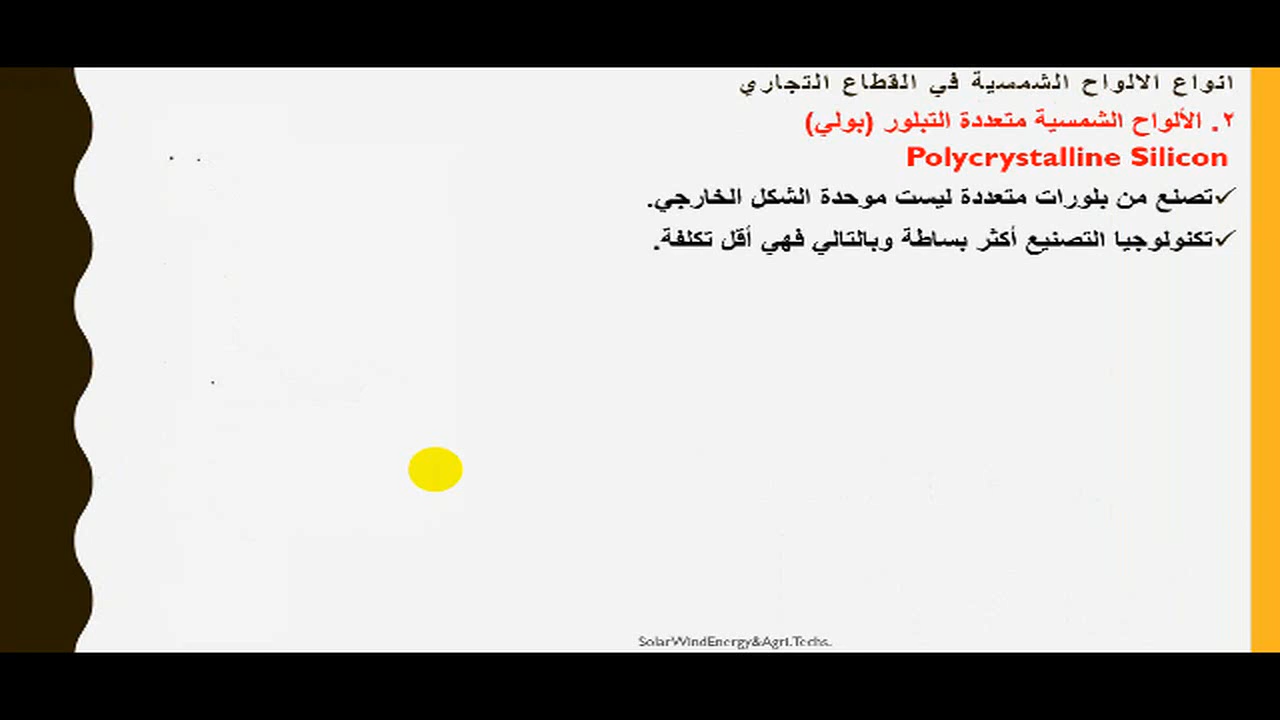 انواع الالواح الشمسية في القطاع التجاري
٢. الألواح الشمسية متعددة التبلور (بولي)
Polycrystalline Silicon
✓تصنع من بلورات متعددة ليست موحدة الشكل الخارجي.
✓تكنولوجيا التصنيع أكثر بساطة وبالتالي فهي أقل تكلفة.
SolarWindEnergy&Agri.Techs.